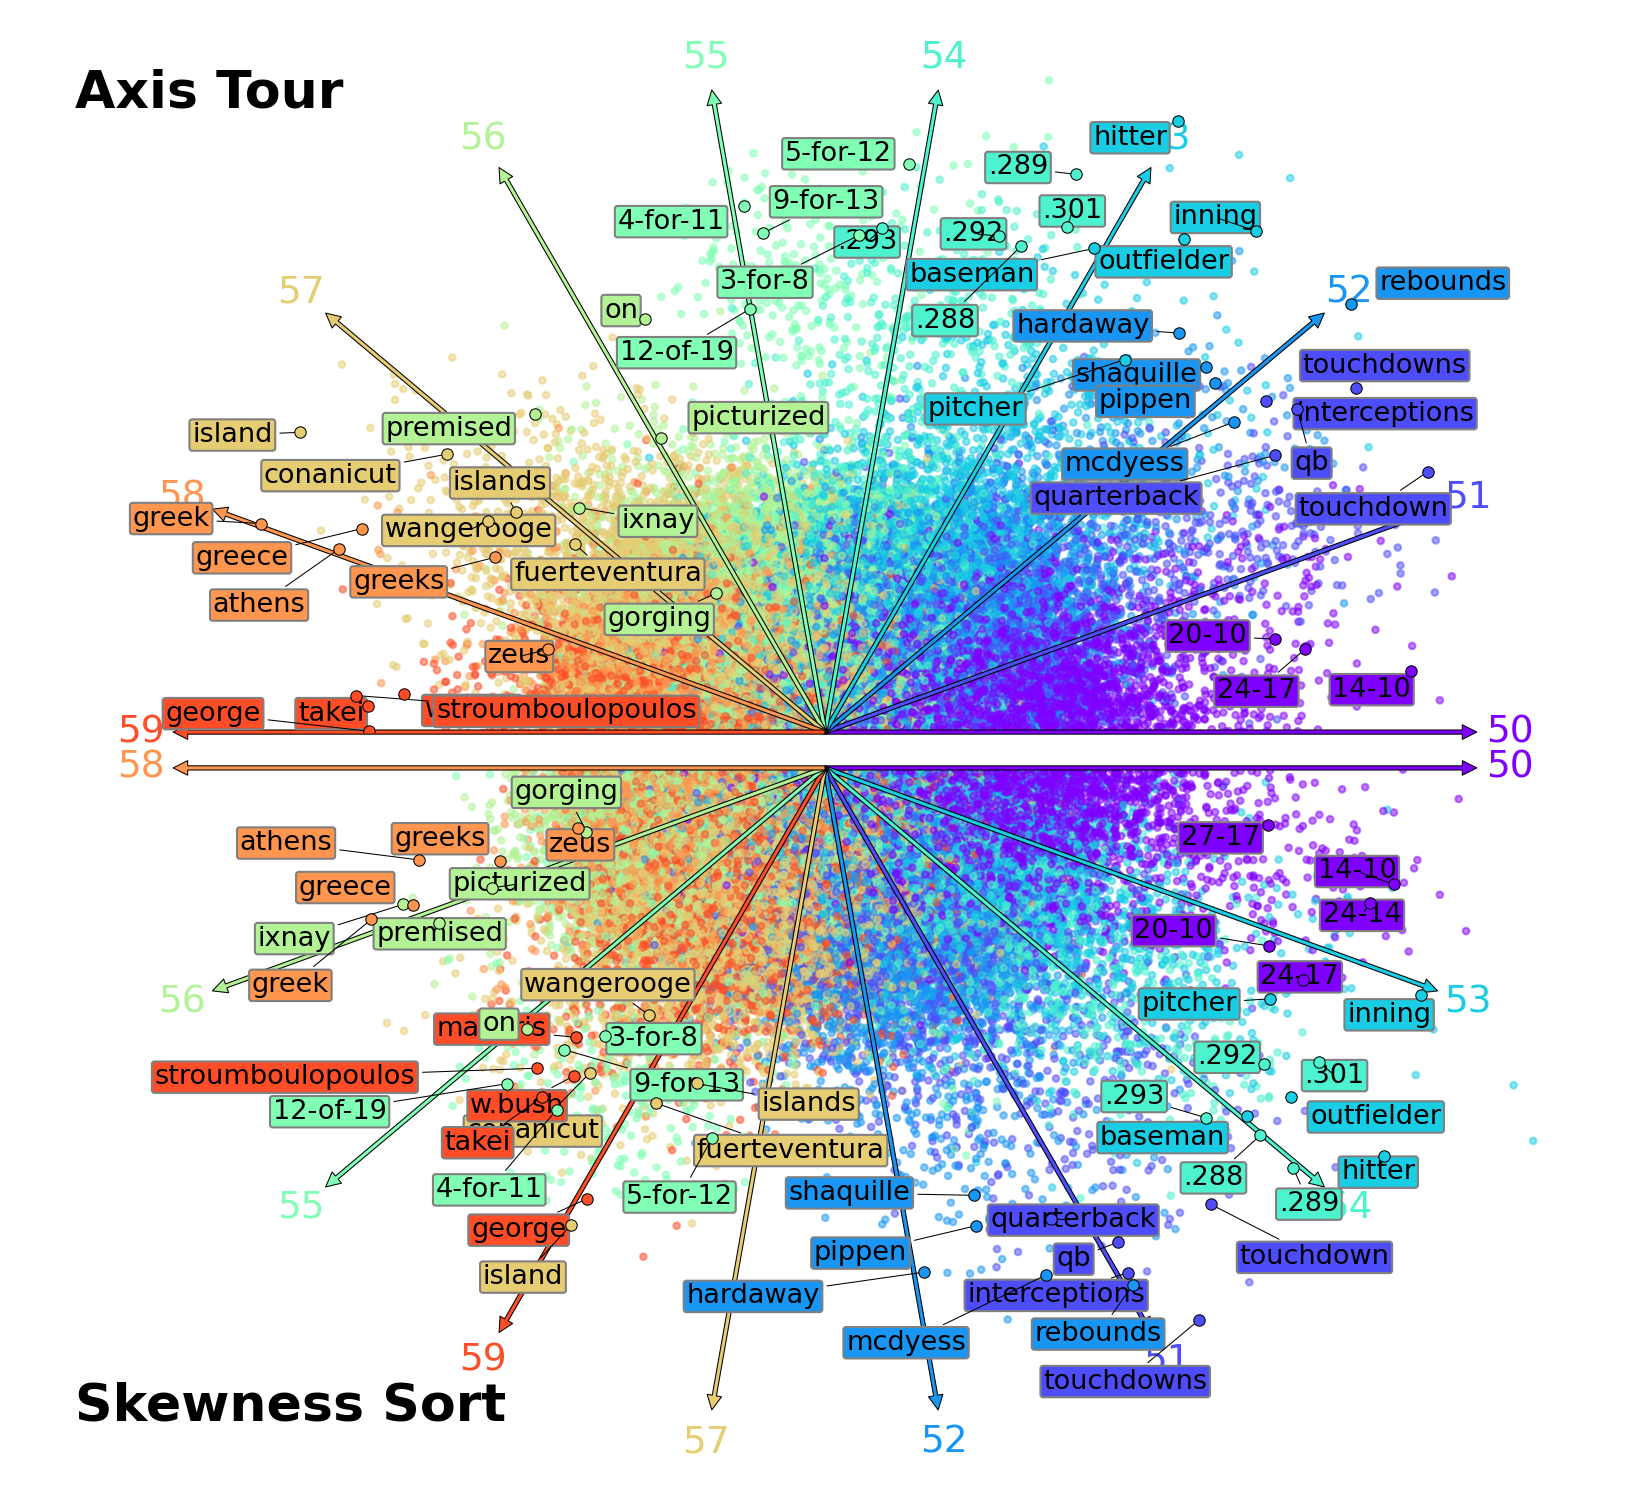 55
54
Axis Tour
56
hitter
3
5-for-12
.289
9-for-13
.301
4-for-11
inning
.292
.293
outfielder
baseman
3-for-8
rebounds
57
52
on
.288
hardaway
12-of-19
touchdowns
shaquille
pippen
pitcher
interceptions
picturized
premised
island
mcdyess
qb
conanicut
islands
quarterback
58
51
touchdown
greek
ixnay
wangerooge
greece
fuerteventura
greeks
athens
gorging
20-10
zeus
24-17
14-10
george
takei
stroumboulopoulos
59
50
58
50
gorging
athens
greeks
zeus
27-17
14-10
greece
picturized
24-14
ixnay
premised
20-10
greek
wangerooge
24-17
56
pitcher
53
inning
on
3-for-8
.292
stroumboulopoulos
9-for-13
.301
12-of-19
w.bush
islands
.293
outfielder
conanicut
takei
fuerteventura
baseman
hitter
4-for-11
5-for-12
shaquille
.288
55
.289
4
george
quarterback
pippen
qb
touchdown
island
hardaway
interceptions
mcdyess
rebounds
59
51
touchdowns
Skewness Sort
57
52